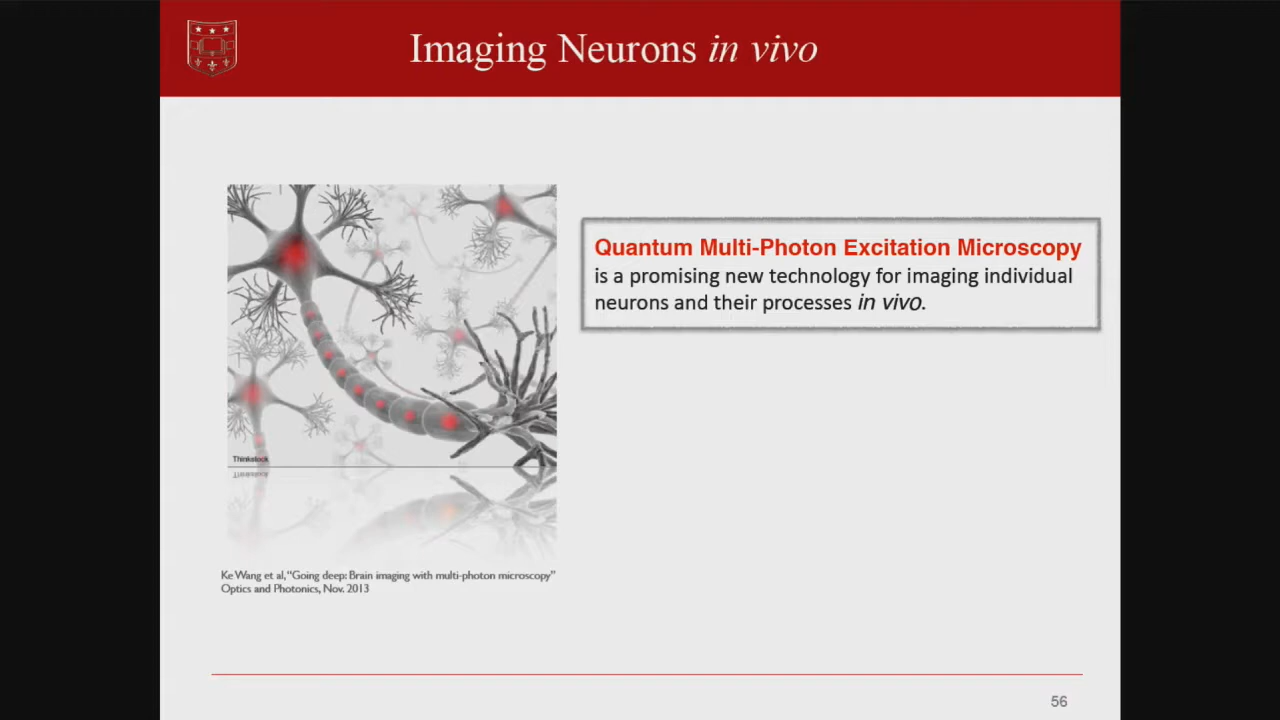 Imaging Neurons in vivo
Quantum Multi-Photon Excitation Microscopy
is a promising new technology for imaging individual
neurons and their processes in vivo.
Thinkstock
Ke Wang et al, “Going deep: Brain imaging with multi-photon microscopy”
Optics and Photonics, Nov. 2013
56